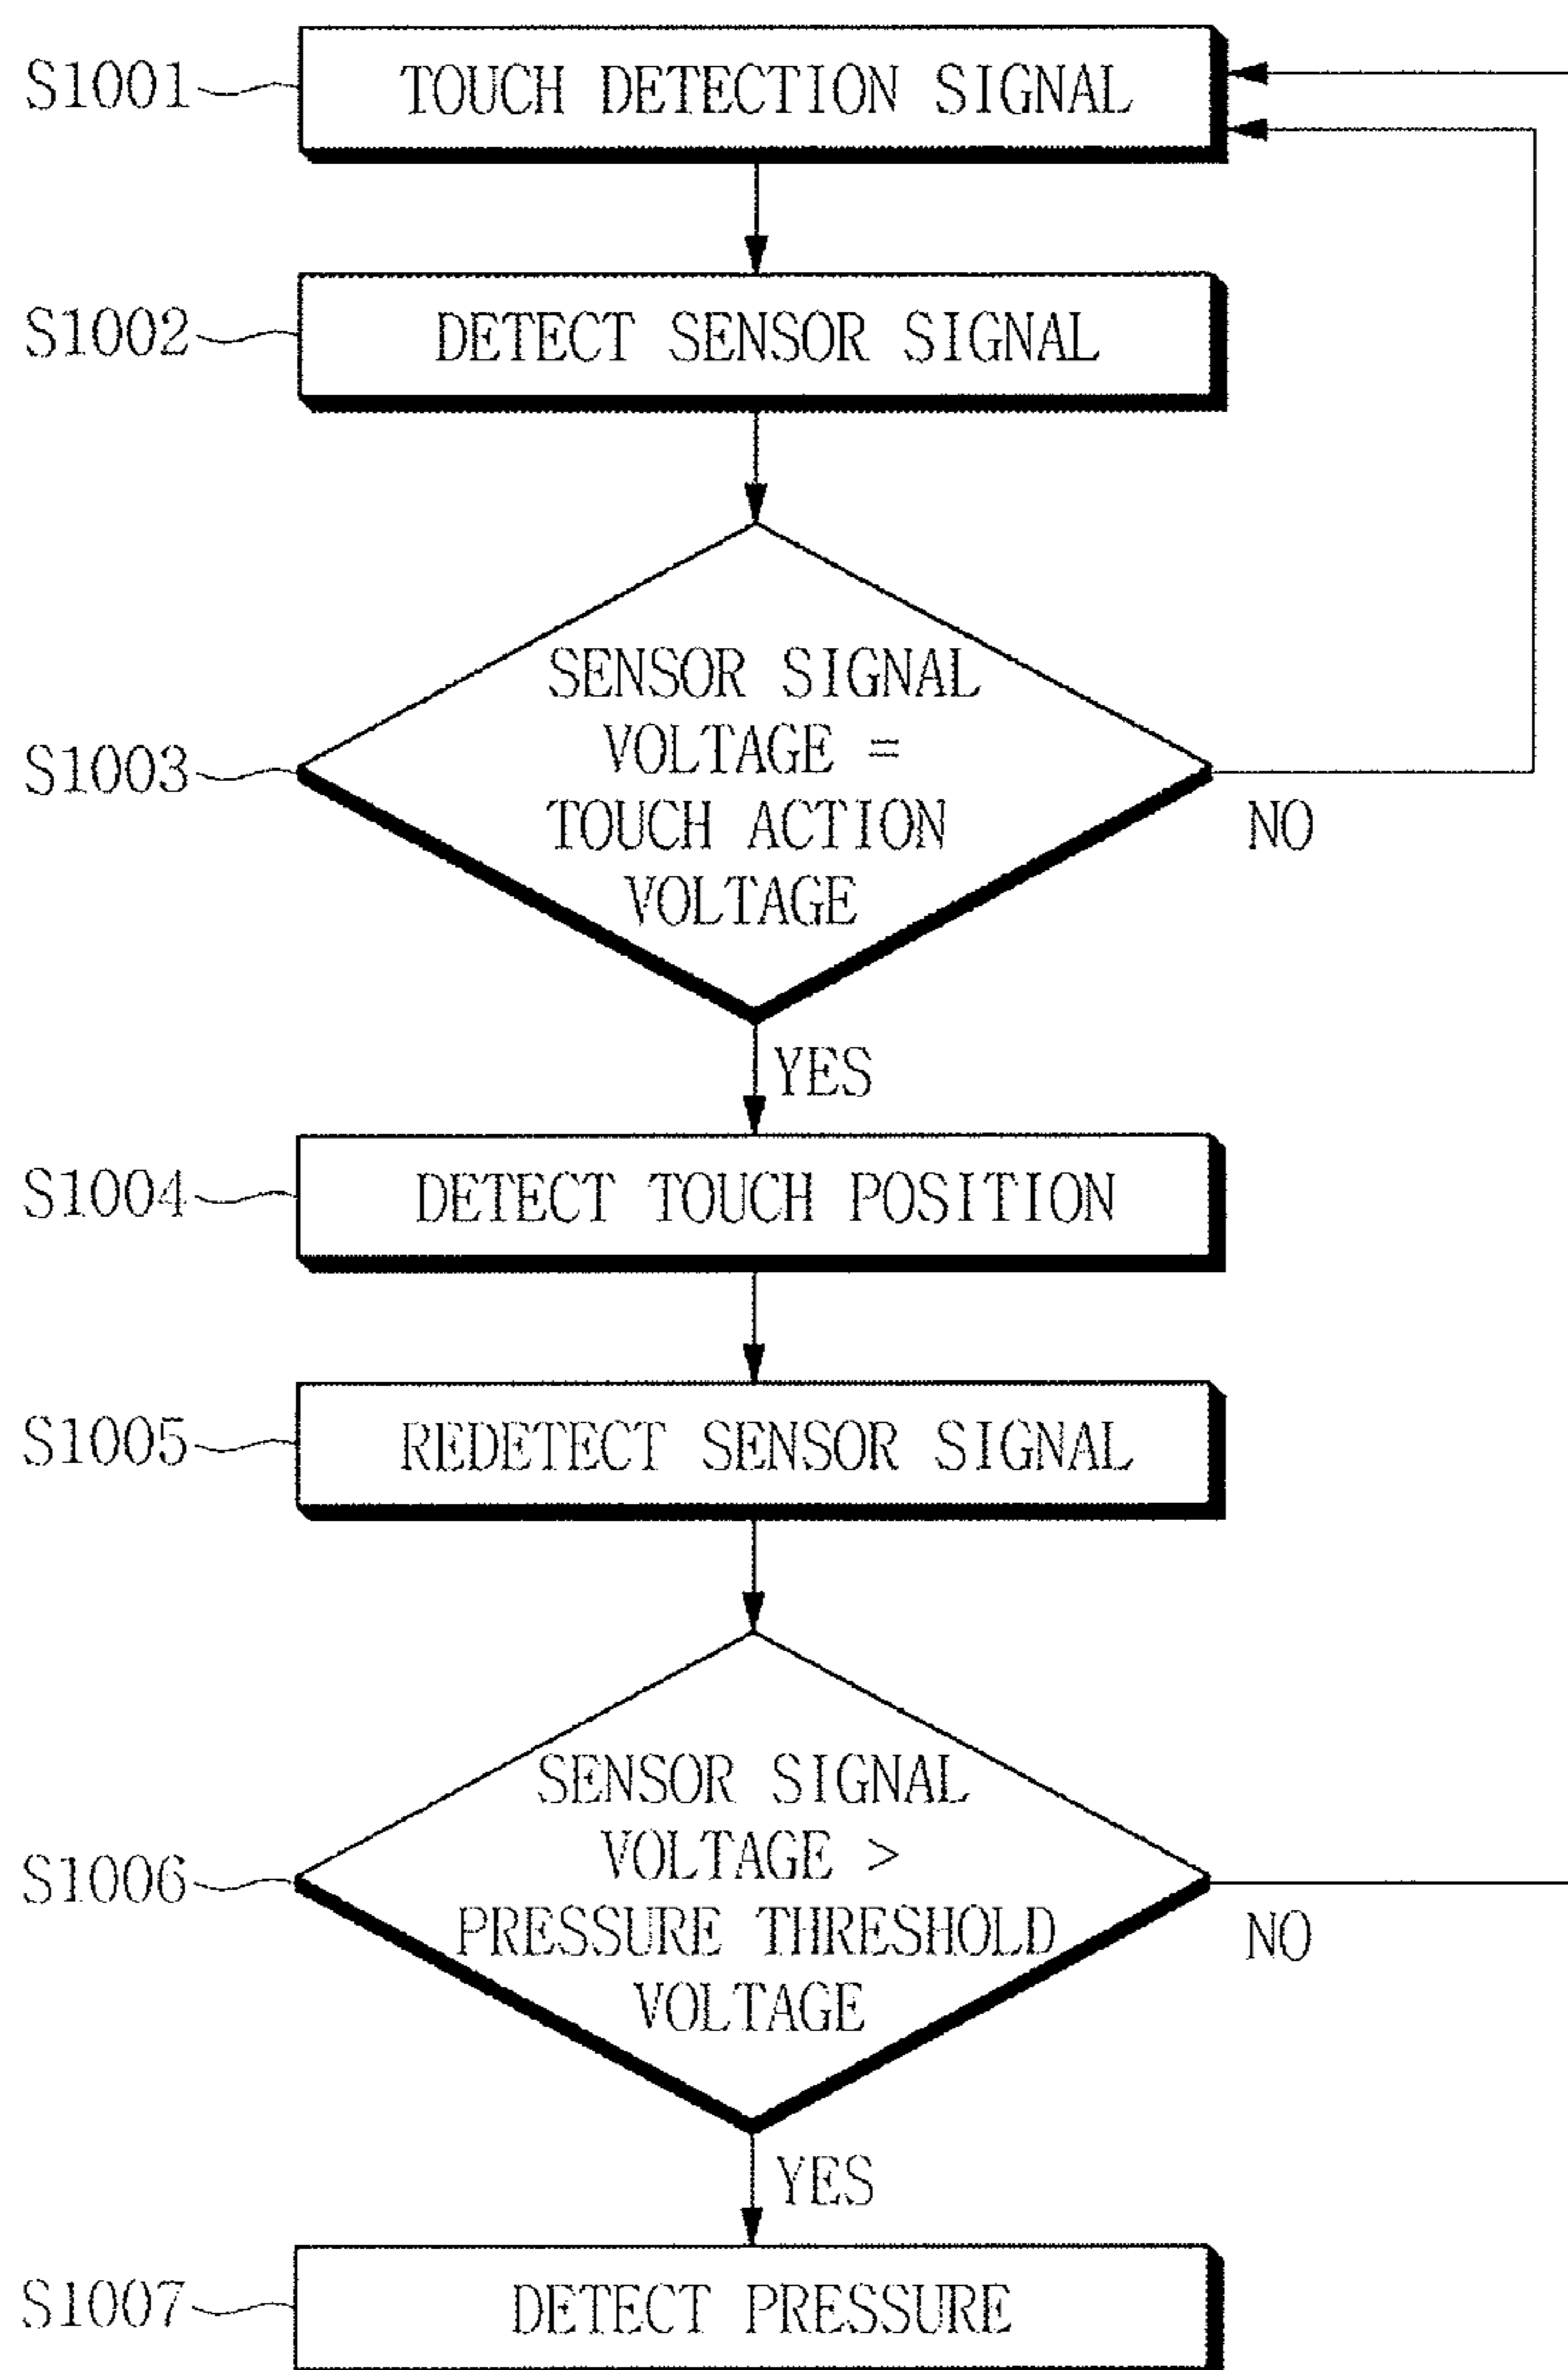 S1001
TOUCH DETECTION SIGNAL
S1002
DETECT SENSOR SIGNAL
S1003
SENSOR SIGNAL
VOLTAGE =
TOUCH ACTION
VOLTAGE
NO
YES
S1004
DETECT TOUCH POSITION
S1005
REDETECT SENSOR SIGNAL
S1006
SENSOR SIGNAL
VOLTAGE >
PRESSURE THRESHOLD
VOLTAGE
NO
YES
S1007
DETECT PRESSURE